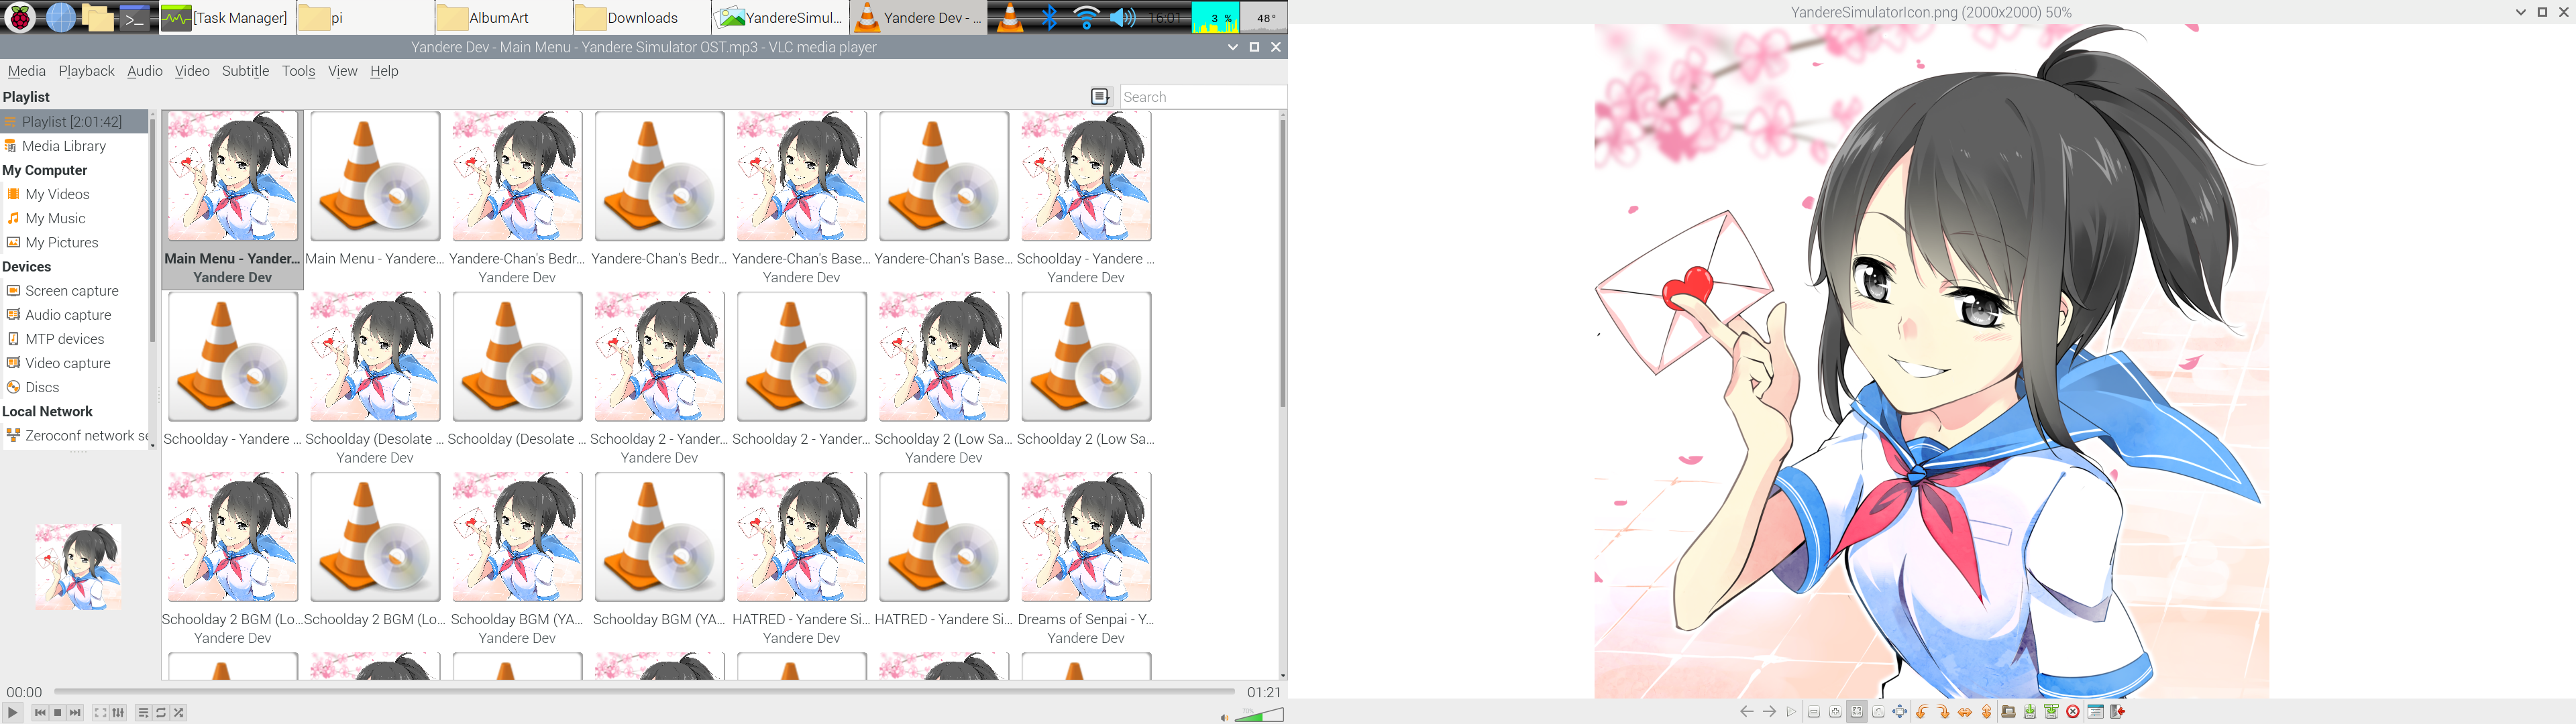 [Task Manager] pi AlbumArt Downloads YandereSimul... Yandere Dev - ... 16:01 3 % 48°
Yandere Dev - Main Menu - Yandere Simulator OST.mp3 - VLC media player
Media Playback Audio Video Subtitle Tools View Help
Playlist
Search
Playlist [2:01:42]
Media Library
My Computer
My Videos
My Music
My Pictures
Devices
Screen capture
Audio capture
MTP devices
Video capture
Discs
Local Network
Zeroconf network se
Main Menu - Yander... Main Menu - Yandere... Yandere-Chan's Bedr... Yandere-Chan's Bedr... Yandere-Chan's Base... Yandere-Chan's Base... Schoolday - Yandere ...
Yandere Dev Yandere Dev Yandere Dev Yandere Dev
Schoolday - Yandere ... Schoolday (Desolate ... Schoolday (Desolate ... Schoolday 2 - Yander... Schoolday 2 - Yander... Schoolday 2 (Low Sa... Schoolday 2 (Low Sa...
Yandere Dev Yandere Dev Yandere Dev
Schoolday 2 BGM (Lo... Schoolday 2 BGM (Lo... Schoolday BGM (YA... Schoolday BGM (YA... HATRED - Yandere Si... HATRED - Yandere Si... Dreams of Senpai - Y...
Yandere Dev Yandere Dev Yandere Dev Yandere Dev
00:00 01:21
70%
YandereSimulatorIcon.png (2000x2000) 50%